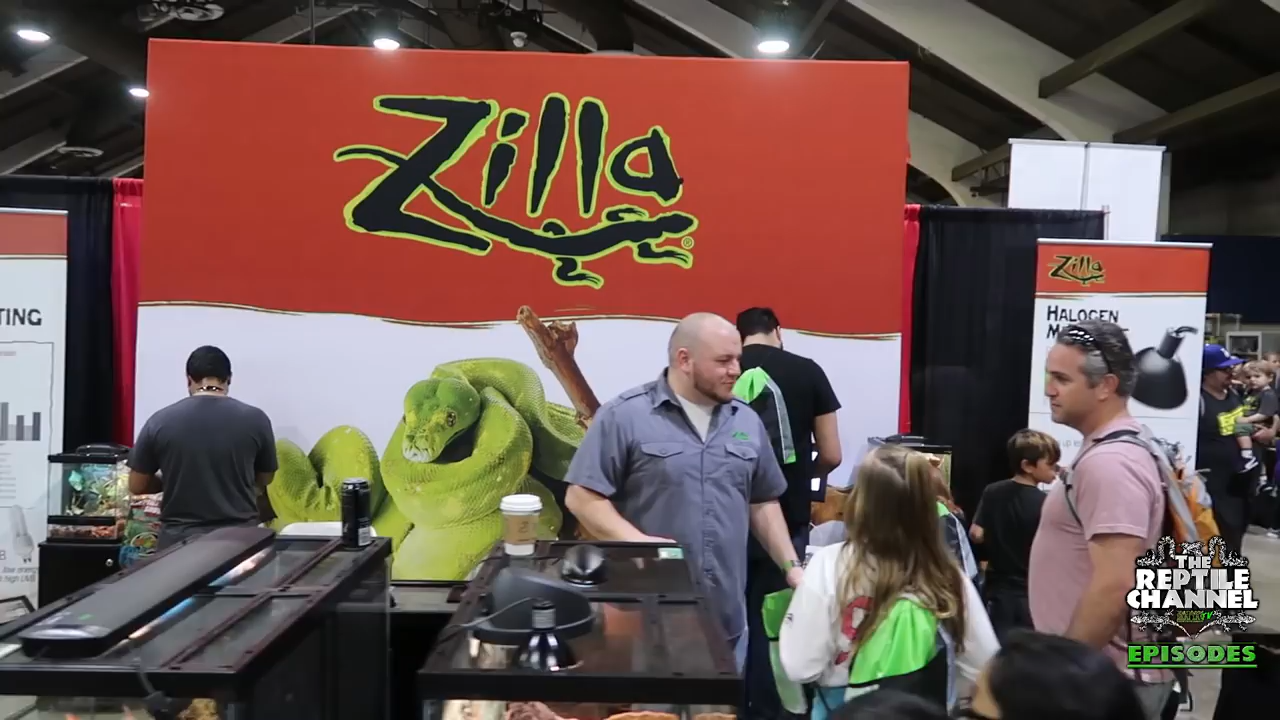 Zilla
®
TING
Zilla
HALOGEN
THE
REPTILE
CHANNEL
EPISODES